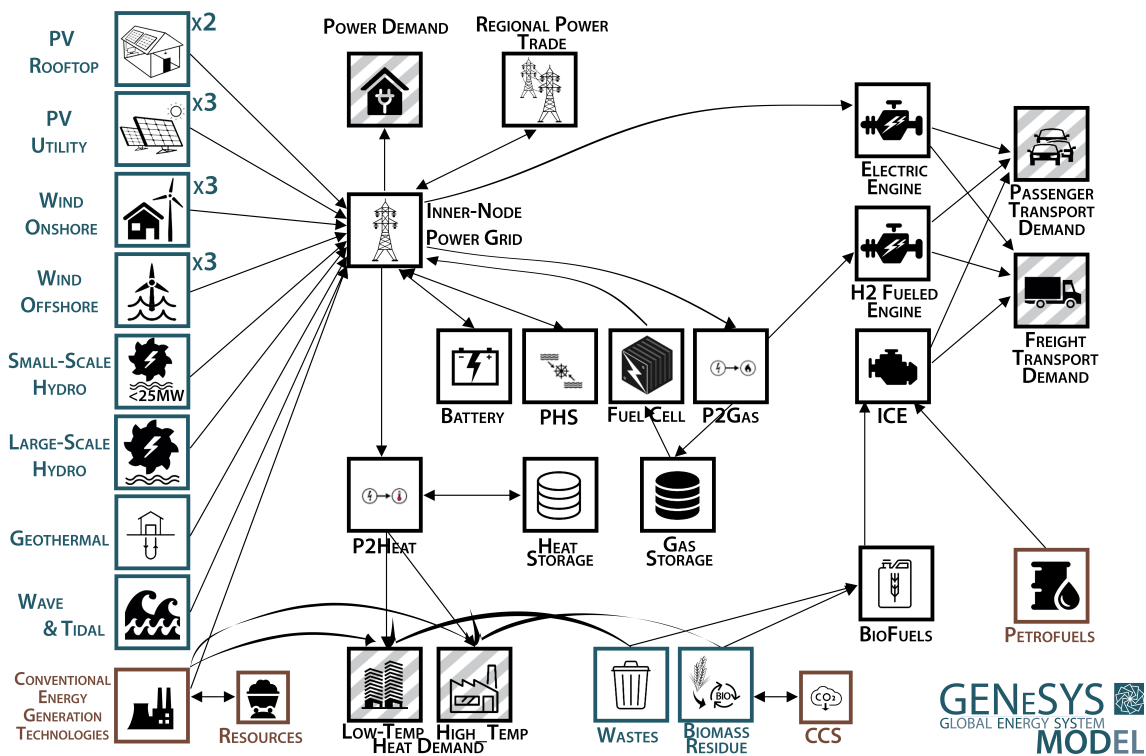 PV
ROOFTOP
x2
PV
UTILITY
x3
WIND
ONSHORE
x3
WIND
OFFSHORE
x3
SMALL-SCALE
HYDRO
<25MW
LARGE-SCALE
HYDRO
GEOTHERMAL
WAVE
& TIDAL
CONVENTIONAL
ENERGY
GENERATION
TECHNOLOGIES
RESOURCES
POWER DEMAND
REGIONAL POWER
TRADE
INNER-NODE
POWER GRID
BATTERY
PHS
FUEL CELL
P2GAS
P2HEAT
HEAT
STORAGE
GAS
STORAGE
LOW-TEMP
HIGH_TEMP
HEAT DEMAND
WASTES
BIO
BIOMASS
RESIDUE
CO₂
CCS
ELECTRIC
ENGINE
H2 FUELED
ENGINE
ICE
BIOFUELS
PETROFUELS
PASSENGER
TRANSPORT
DEMAND
FREIGHT
TRANSPORT
DEMAND
GENeSYS
GLOBAL ENERGY SYSTEM
MODEL